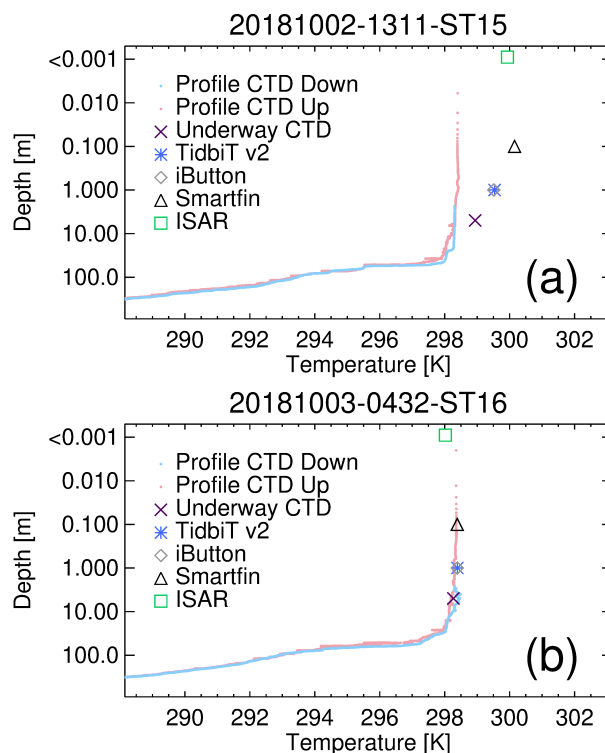 20181002-1311-ST15
<0.001
0.010
0.100
1.000
10.00
100.0
Depth [m]
Profile CTD Down
Profile CTD Up
Underway CTD
TidbiT v2
iButton
Smartfin
ISAR
(a)
290 292 294 296 298 300 302
Temperature [K]
20181003-0432-ST16
<0.001
0.010
0.100
1.000
10.00
100.0
Depth [m]
Profile CTD Down
Profile CTD Up
Underway CTD
TidbiT v2
iButton
Smartfin
ISAR
(b)
290 292 294 296 298 300 302
Temperature [K]